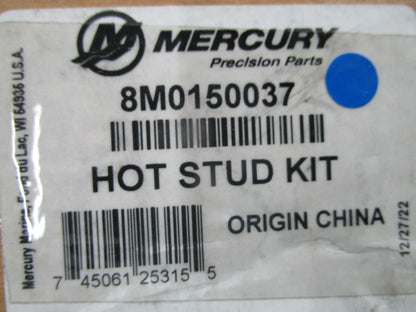 MERCURY
Precision Parts
8M0150037
HOT STUD KIT
ORIGIN CHINA
7 45061 25315 5
12/27/22
Mercury Marine, Fond du Lac, WI 54935 U.S.A.